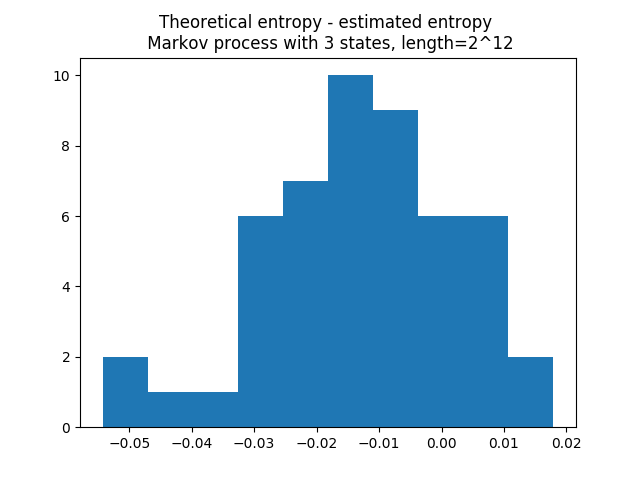 Theoretical entropy - estimated entropy
Markov process with 3 states, length=2^12
10
8
6
4
2
0
−0.05 −0.04 −0.03 −0.02 −0.01 0.00 0.01 0.02